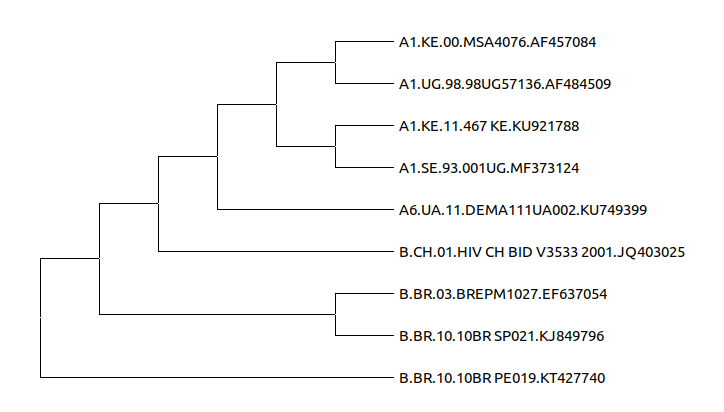 A1.KE.00.MSA4076.AF457084
A1.UG.98.98UG57136.AF484509
A1.KE.11.467 KE.KU921788
A1.SE.93.001UG.MF373124
A6.UA.11.DEMA111UA002.KU749399
B.CH.01.HIV CH BID V3533 2001.JQ403025
B.BR.03.BREPM1027.EF637054
B.BR.10.10BR SP021.KJ849796
B.BR.10.10BR PE019.KT427740